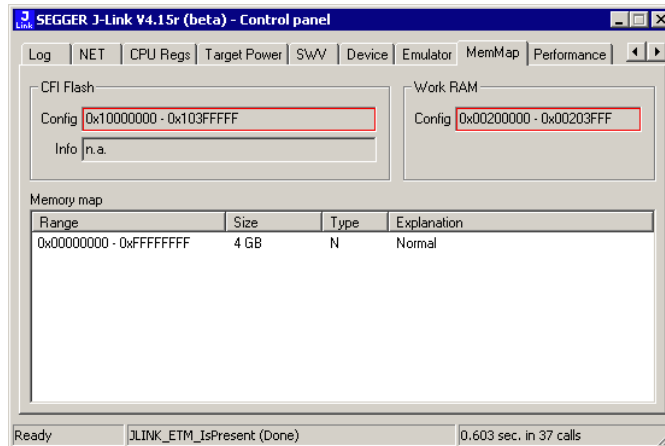 J Link SEGGER J-Link V4.15r (beta) - Control panel
Log NET CPU Regs Target Power SWV Device Emulator MemMap Performance
CFI Flash Work RAM
Config 0x10000000 - 0x103FFFFF Config 0x00200000 - 0x00203FFF
Info n.a.
Memory map
Range Size Type Explanation
0x00000000 - 0xFFFFFFFF 4 GB N Normal
Ready JLINK_ETM_IsPresent (Done) 0.603 sec. in 37 calls